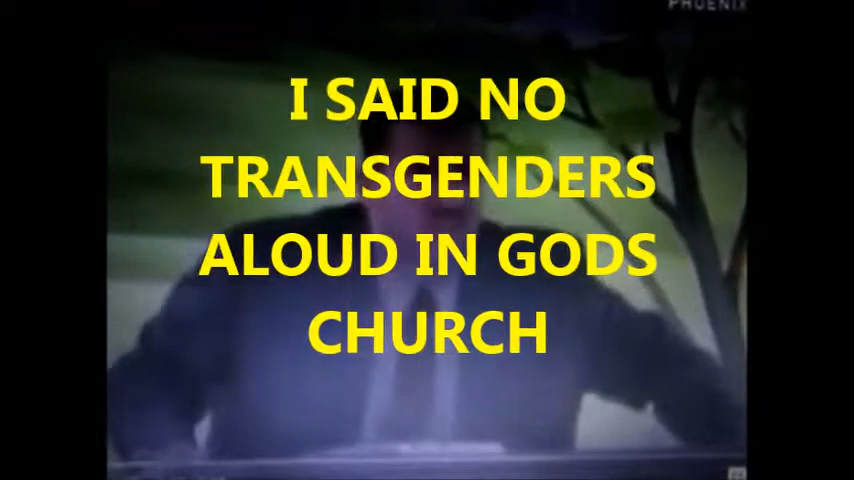 PHOENIX
I SAID NO
TRANSGENDERS
ALOUD IN GODS
CHURCH